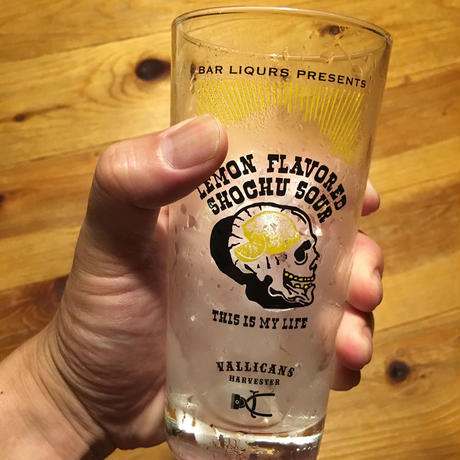 BAR LIQURS PRESENTS
LEMON FLAVORED
SHOCHU SOUR
THIS IS MY LIFE
VALLICANS
HARVESTER